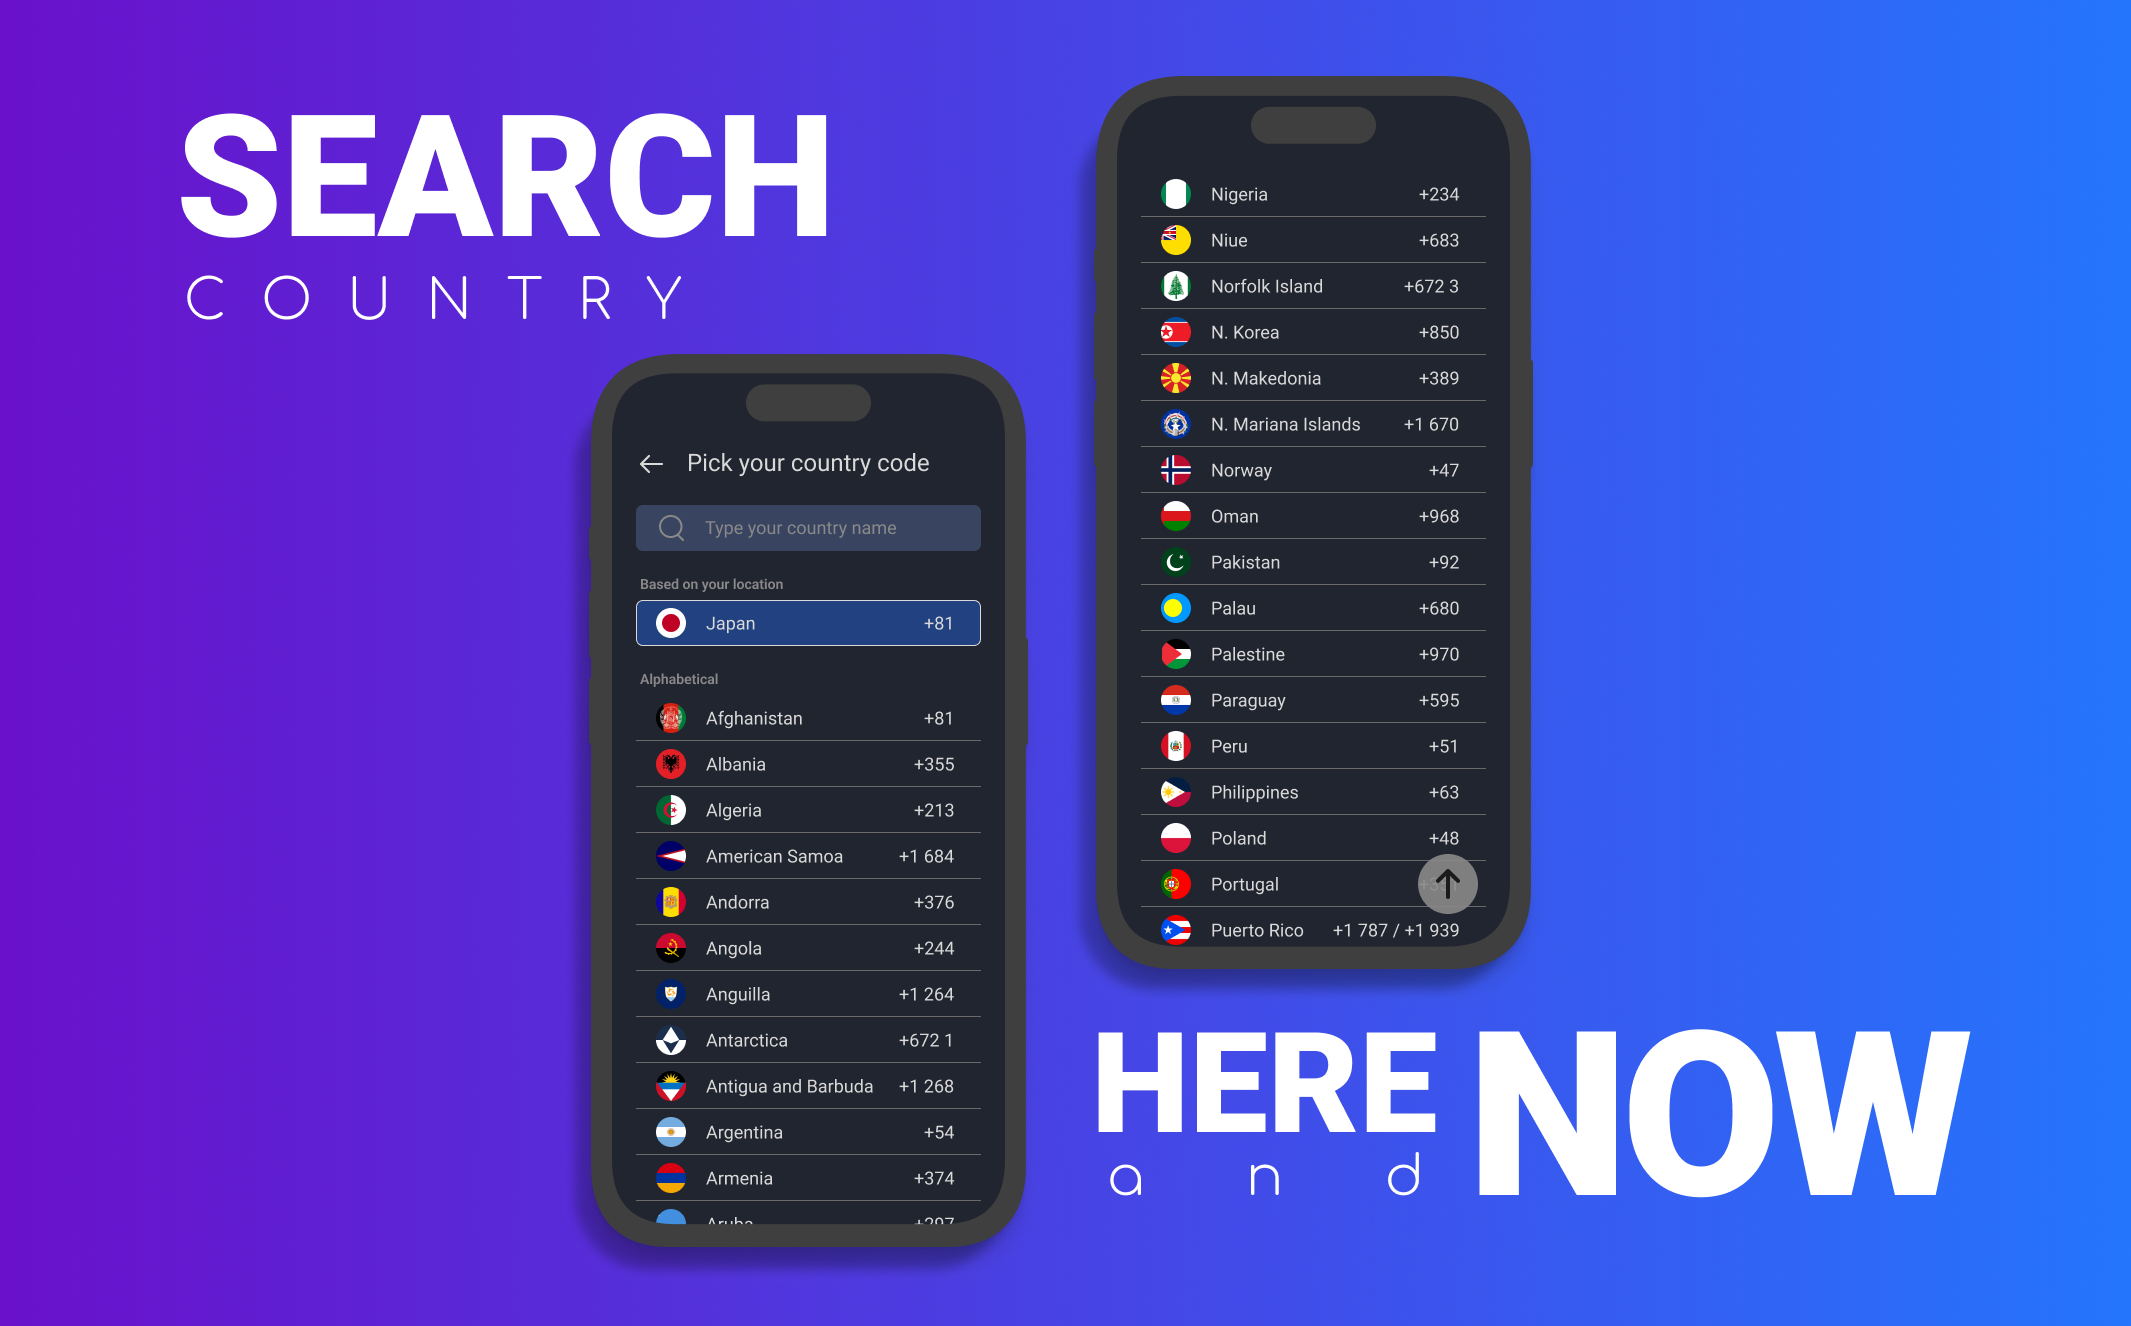 SEARCH
COUNTRY
Pick your country code
Type your country name
Based on your location
Japan +81
Alphabetical
Afghanistan +81
Albania +355
Algeria +213
American Samoa +1 684
Andorra +376
Angola +244
Anguilla +1 264
Antarctica +672 1
Antigua and Barbuda +1 268
Argentina +54
Armenia +374
Aruba +297
Nigeria +234
Niue +683
Norfolk Island +672 3
N. Korea +850
N. Makedonia +389
N. Mariana Islands +1 670
Norway +47
Oman +968
Pakistan +92
Palau +680
Palestine +970
Paraguay +595
Peru +51
Philippines +63
Poland +48
Portugal
Puerto Rico +1 787 / +1 939
HERE
and
NOW